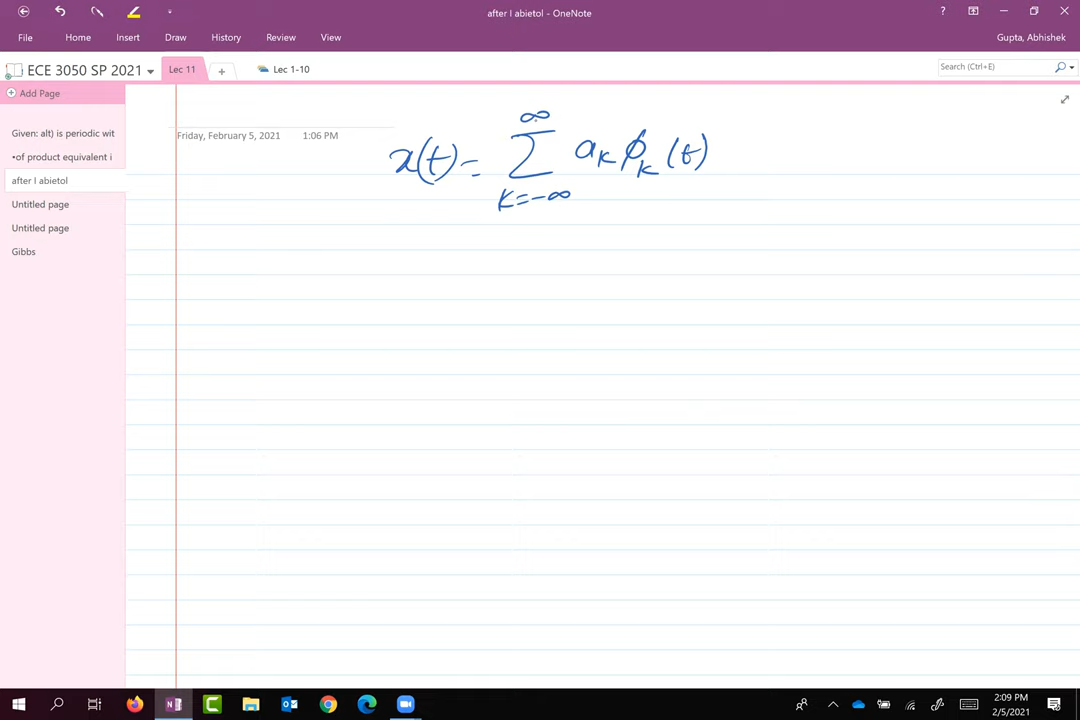 after I abietol - OneNote
File Home Insert Draw History Review View
Gupta, Abhishek
ECE 3050 SP 2021
Lec 11
Lec 1-10
Search (Ctrl+E)
Add Page
Given: alt) is periodic wit
•of product equivalent i
after I abietol
Untitled page
Untitled page
Gibbs
Friday, February 5, 2021 1:06 PM
x(t) = ∑_{k=-∞}^{∞} a_k ϕ_k (t)
2:09 PM
2/5/2021